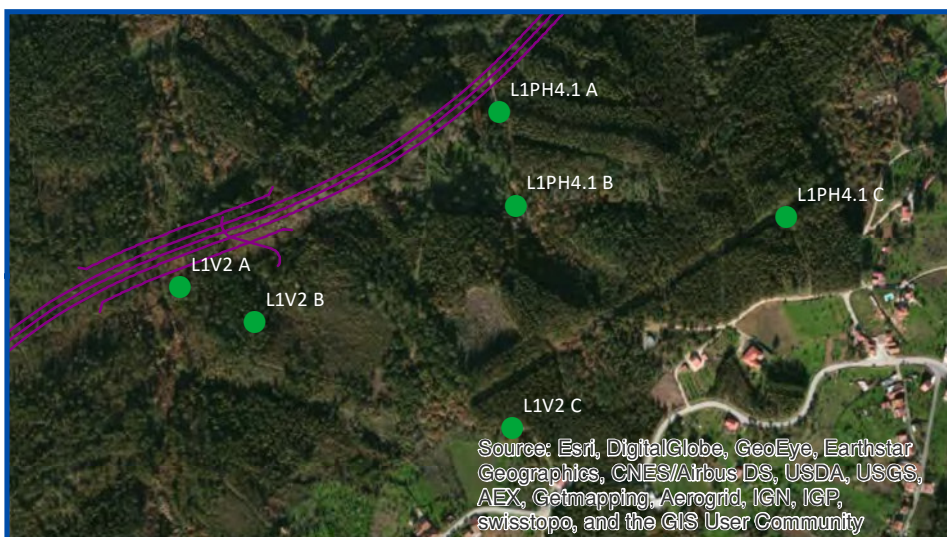 L1PH4.1 A
L1PH4.1 B
L1PH4.1 C
L1V2 A
L1V2 B
L1V2 C
Source: Esri, DigitalGlobe, GeoEye, Earthstar
Geographics, CNES/Airbus DS, USDA, USGS,
AEX, Getmapping, Aerogrid, IGN, IGP,
swisstopo, and the GIS User Community